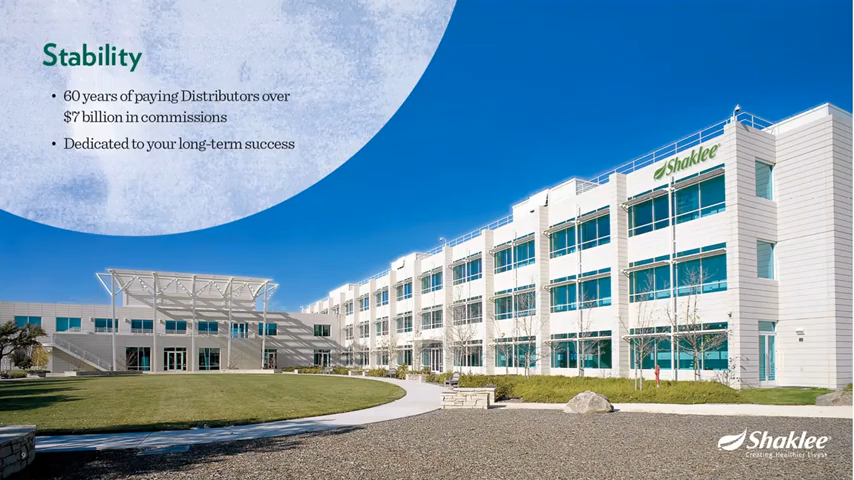 Stability
• 60 years of paying Distributors over
$7 billion in commissions
• Dedicated to your long-term success
Shaklee®
Shaklee®
Creating Healthier Lives®